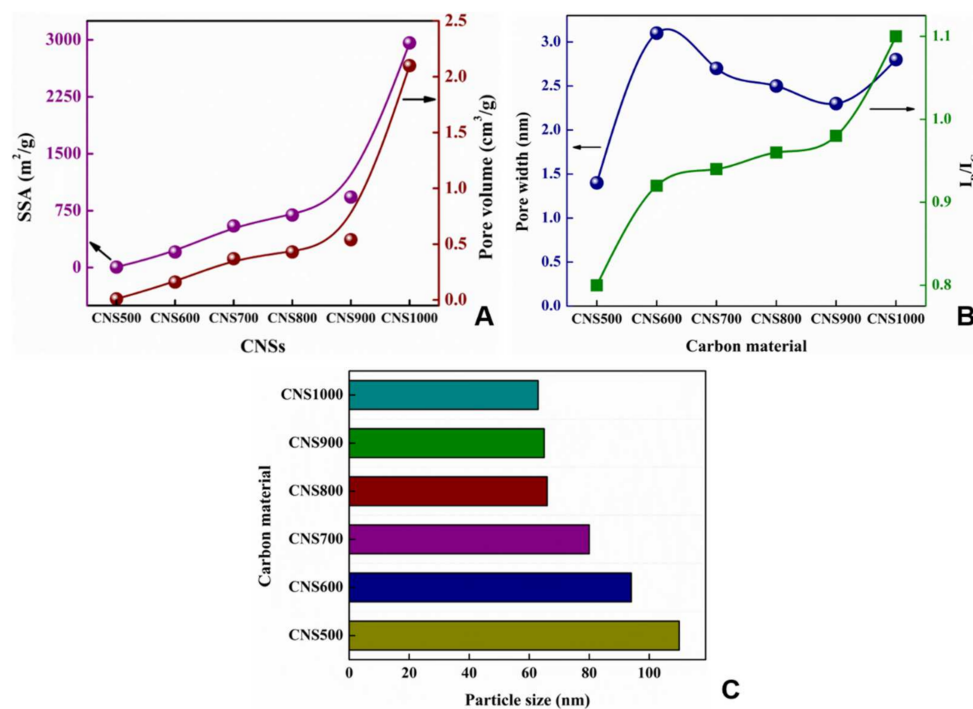 3000
2250
1500
750
0
SSA (m²/g)
2.5
2.0
1.5
1.0
0.5
0.0
Pore volume (cm³/g)
CNS500 CNS600 CNS700 CNS800 CNS900 CNS1000
CNSs
A
3.0
2.5
2.0
1.5
1.0
0.5
0.0
Pore width (nm)
1.1
1.0
0.9
0.8
CNS500 CNS600 CNS700 CNS800 CNS900 CNS1000
Carbon material
B
CNS1000
CNS900
CNS800
CNS700
CNS600
CNS500
Carbon material
0 20 40 60 80 100
Particle size (nm)
C